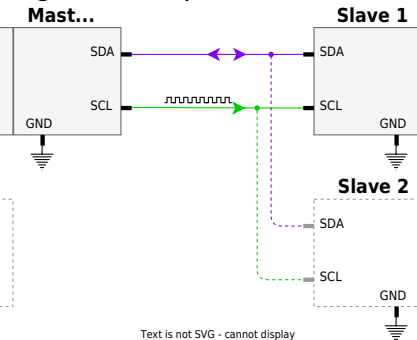 Mast...
Slave 1
SDA
SDA
SCL
SCL
GND
GND
Slave 2
SDA
SCL
GND
Text is not SVG - cannot display